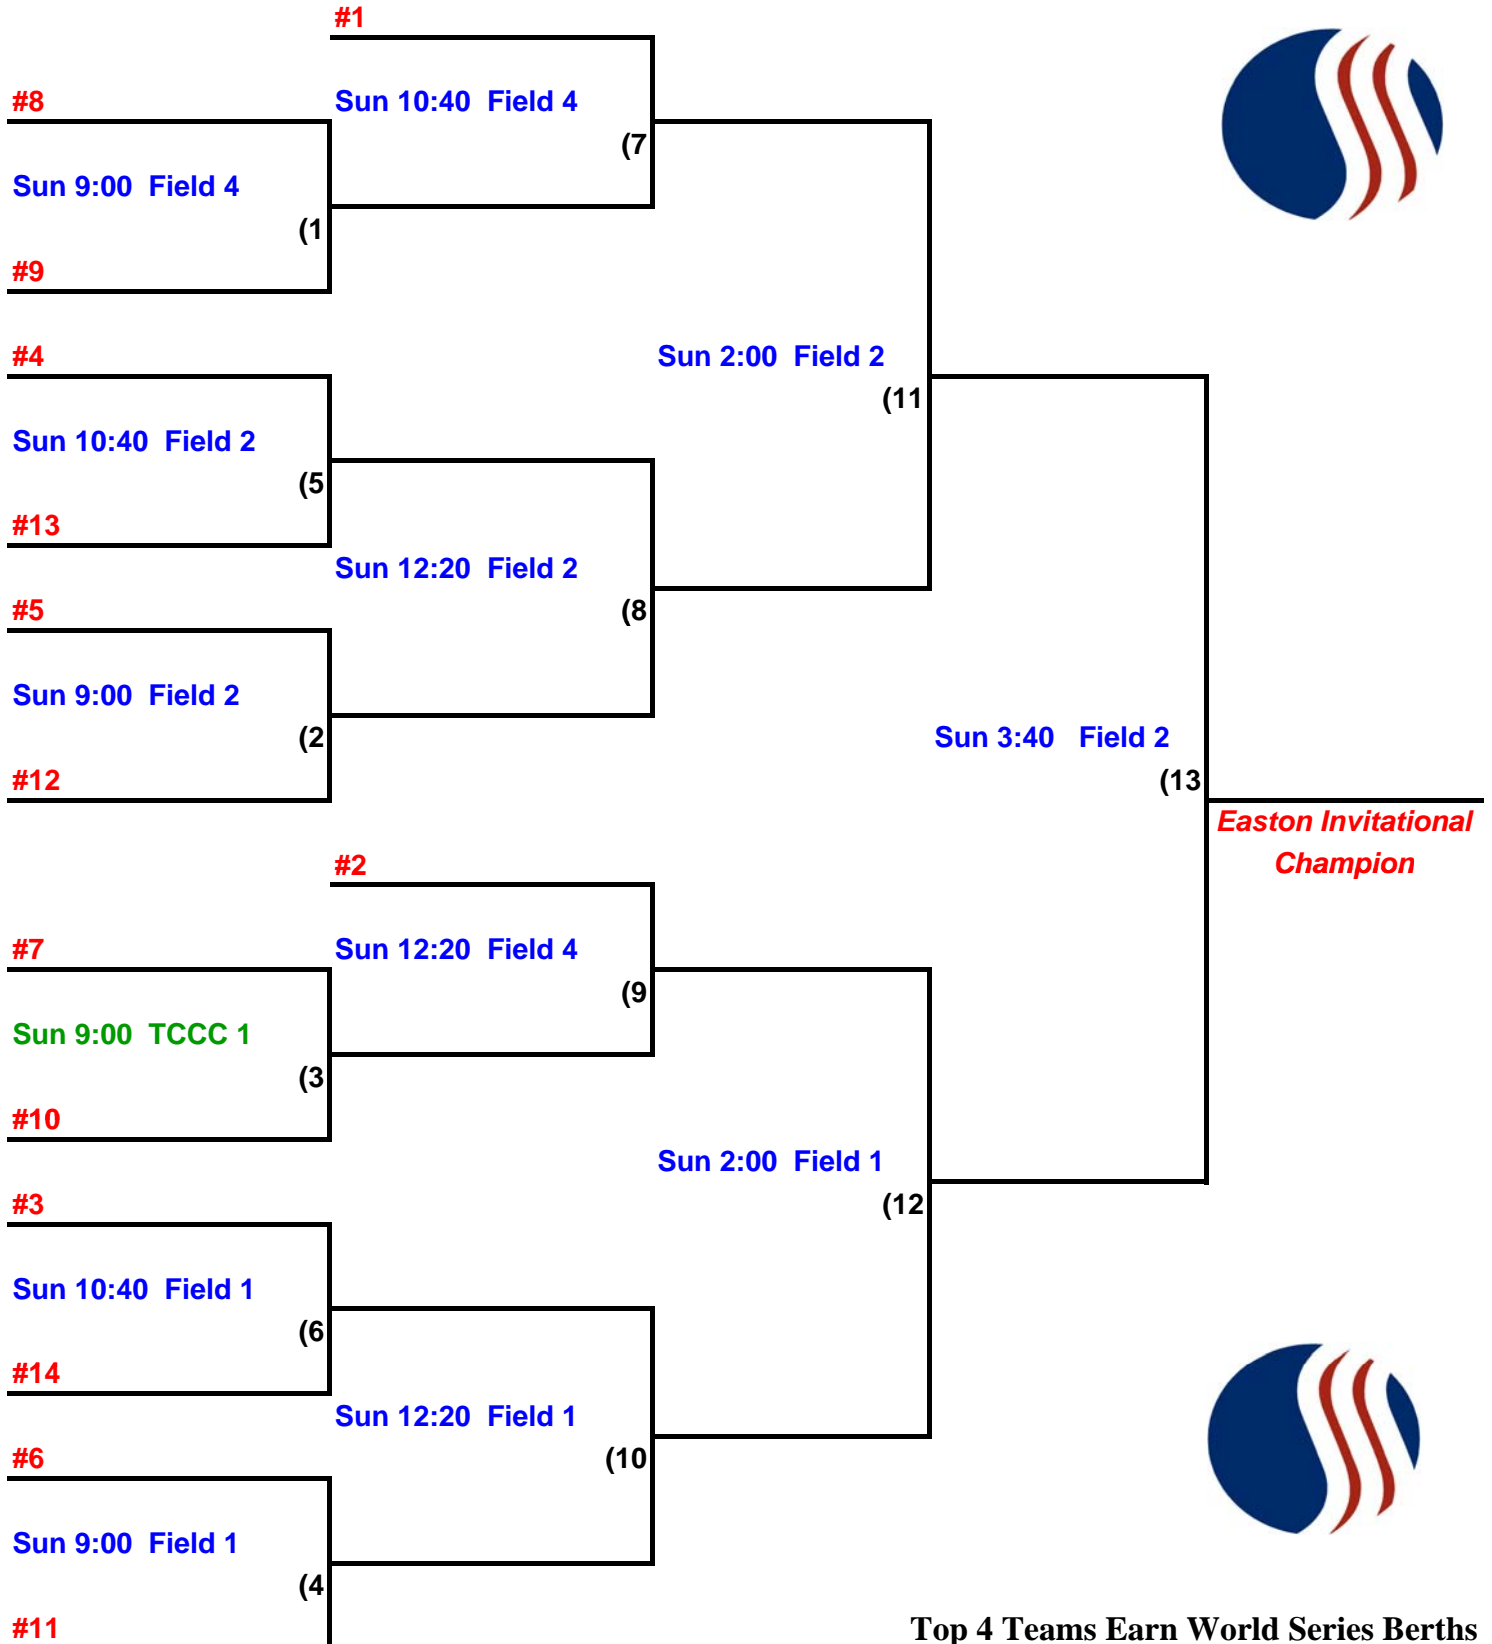 #1
#8
Sun 10:40 Field 4
(7
Sun 9:00 Field 4
(1
#9
#4
Sun 2:00 Field 2
(11
Sun 10:40 Field 2
(5
#13
Sun 12:20 Field 2
#5
(8
Sun 9:00 Field 2
(2
Sun 3:40 Field 2
#12
(13
Easton Invitational
Champion
#2
#7
Sun 12:20 Field 4
(9
Sun 9:00 TCCC 1
(3
#10
Sun 2:00 Field 1
#3
(12
Sun 10:40 Field 1
(6
#14
Sun 12:20 Field 1
#6
(10
Sun 9:00 Field 1
(4
#11
Top 4 Teams Earn World Series Berths